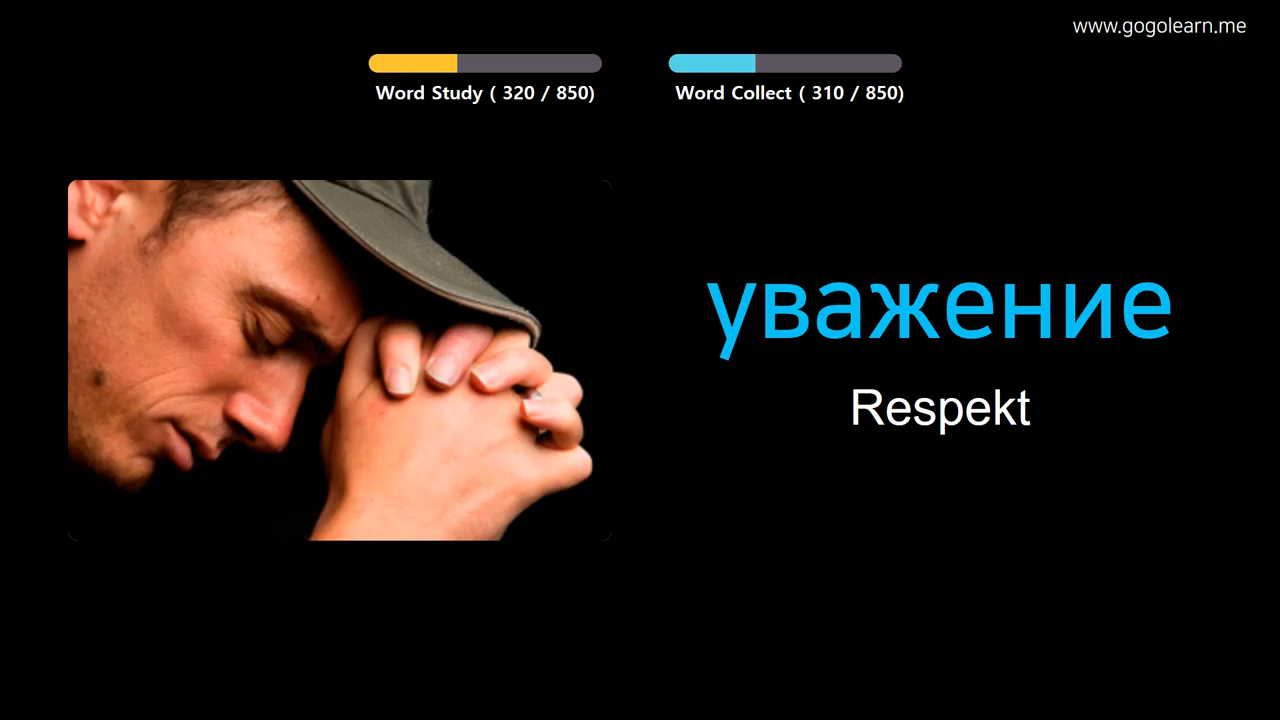 www.gogolearn.me
Word Study ( 320 / 850)
Word Collect ( 310 / 850)
уважение
Respekt